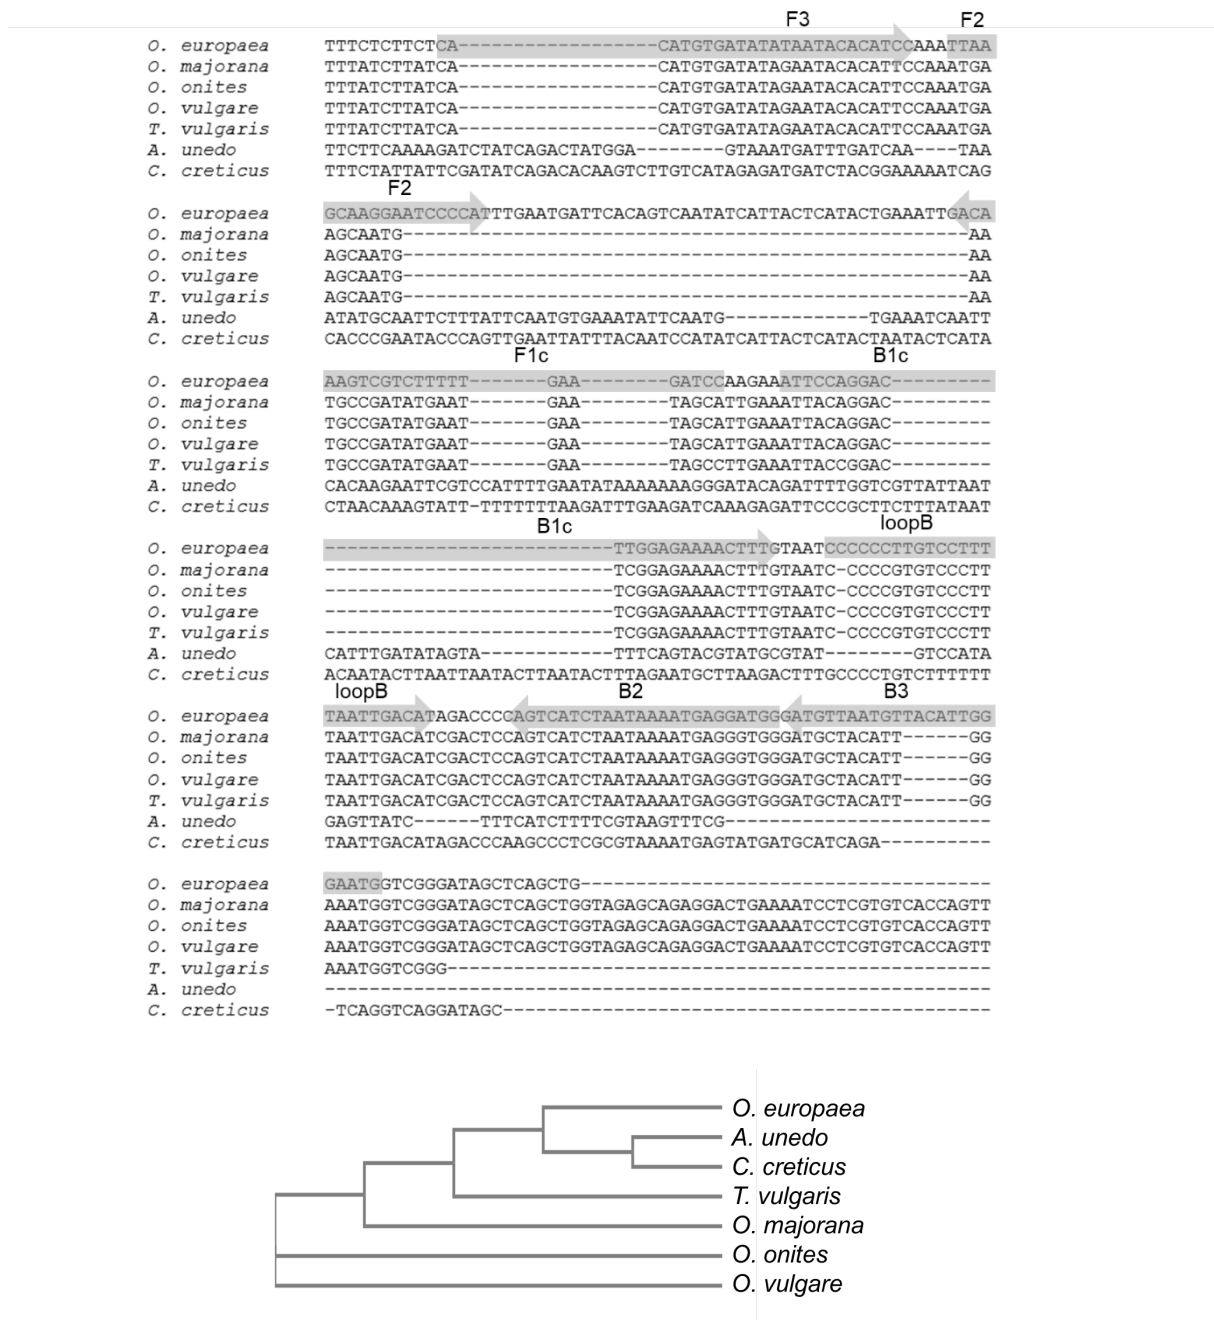 F3 F2
O. europaea TTTCTCTTCTCA------------------CATGTGATATATAATACACATCCAAATTAA
O. majorana TTTATCTTATCA------------------CATGTGATATAGAATACACATTCCAAATGA
O. onites TTTATCTTATCA------------------CATGTGATATAGAATACACATTCCAAATGA
O. vulgare TTTATCTTATCA------------------CATGTGATATAGAATACACATTCCAAATGA
T. vulgaris TTTATCTTATCA------------------CATGTGATATAGAATACACATTCCAAATGA
A. unedo TTCTTCAAAAGATCTATCAGACTATGGA--------GTAAATGATTTGATCAA----TAA
C. creticus TTTCTATTATTCGATATCAGACACAAGTCTTGTCATAGAGATGATCTACGGAAAAATCAG
F2
O. europaea GCAAGGAATCCCCATTTGAATGATTCACAGTCAATATCATTACTCATACTGAAATTGACA
O. majorana AGCAATG---------------------------------------------------AA
O. onites AGCAATG---------------------------------------------------AA
O. vulgare AGCAATG---------------------------------------------------AA
T. vulgaris AGCAATG---------------------------------------------------AA
A. unedo ATATGCAATTCTTTATTCAATGTGAAATATTCAATG-------------TGAAATCAATT
C. creticus CACCCGAATACCCAGTTGAATTATTTACAATCCATATCATTACTCATACTAATACTCATA
F1c B1c
O. europaea AAGTCGTCTTTTT-------GAA--------GATCCAAGAAATTCCAGGAC---------
O. majorana TGCCGATATGAAT-------GAA--------TAGCATTGAAATTACAGGAC---------
O. onites TGCCGATATGAAT-------GAA--------TAGCATTGAAATTACAGGAC---------
O. vulgare TGCCGATATGAAT-------GAA--------TAGCATTGAAATTACAGGAC---------
T. vulgaris TGCCGATATGAAT-------GAA--------TAGCCTTGAAATTACCGGAC---------
A. unedo CACAAGAATTCGTCCATTTTGAATATAAAAAAAGGGATACAGATTTTGGTCGTTATTAAT
C. creticus CTAACAAAGTATT-TTTTTTTAAGATTTGAAGATCAAAGAGATTCCCGCTTCTTTATAAT
B1c loopB
O. europaea --------------------------TTGGAGAAAACTTTGTAATCCCCCCTTGTCCTTT
O. majorana --------------------------TCGGAGAAAACTTTGTAATC-CCCCGTGTCCCTT
O. onites --------------------------TCGGAGAAAACTTTGTAATC-CCCCGTGTCCCTT
O. vulgare --------------------------TCGGAGAAAACTTTGTAATC-CCCCGTGTCCCTT
T. vulgaris --------------------------TCGGAGAAAACTTTGTAATC-CCCCGTGTCCCTT
A. unedo CATTTGATATAGTA------------TTTCAGTACGTATGCGTAT--------GTCCATA
C. creticus ACAATACTTAATTAATACTTAATACTTTAGAATGCTTAAGACTTTGCCCCTGTCTTTTTT
loopB B2 B3
O. europaea TAATTGACATAGACCCCAGTCATCTAATAAAATGAGGATGGGATGTTAATGTTACATTGG
O. majorana TAATTGACATCGACTCCAGTCATCTAATAAAATGAGGGTGGGATGCTACATT------GG
O. onites TAATTGACATCGACTCCAGTCATCTAATAAAATGAGGGTGGGATGCTACATT------GG
O. vulgare TAATTGACATCGACTCCAGTCATCTAATAAAATGAGGGTGGGATGCTACATT------GG
T. vulgaris TAATTGACATCGACTCCAGTCATCTAATAAAATGAGGGTGGGATGCTACATT------GG
A. unedo GAGTTATC------TTTCATCTTTTCGTAAGTTTCG------------------------
C. creticus TAATTGACATAGACCCAAGCCCTCGCGTAAAATGAGTATGATGCATCAGA----------
O. europaea GAATGGTCGGGATAGCTCAGCTG-------------------------------------
O. majorana AAATGGTCGGGATAGCTCAGCTGGTAGAGCAGAGGACTGAAAATCCTCGTGTCACCAGTT
O. onites AAATGGTCGGGATAGCTCAGCTGGTAGAGCAGAGGACTGAAAATCCTCGTGTCACCAGTT
O. vulgare AAATGGTCGGGATAGCTCAGCTGGTAGAGCAGAGGACTGAAAATCCTCGTGTCACCAGTT
T. vulgaris AAATGGTCGGG-------------------------------------------------
A. unedo ------------------------------------------------------------
C. creticus -TCAGGTCAGGATAGC--------------------------------------------
O. europaea
A. unedo
C. creticus
T. vulgaris
O. majorana
O. onites
O. vulgare